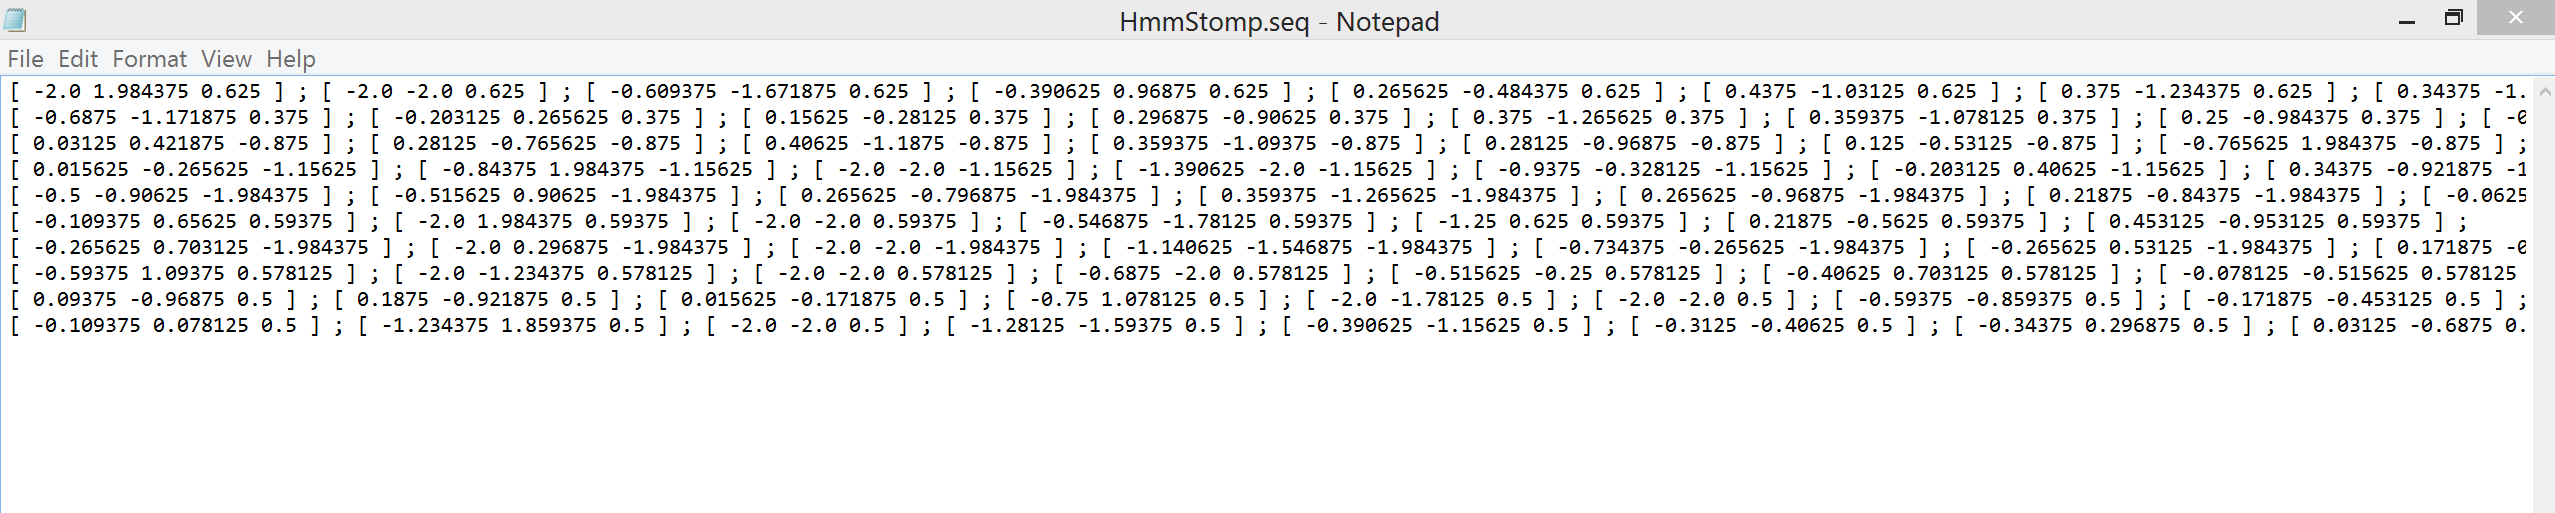 HmmStomp.seq - Notepad
File Edit Format View Help
[ -2.0 1.984375 0.625 ] ; [ -2.0 -2.0 0.625 ] ; [ -0.609375 -1.671875 0.625 ] ; [ -0.390625 0.96875 0.625 ] ; [ 0.265625 -0.484375 0.625 ] ; [ 0.4375 -1.03125 0.625 ] ; [ 0.375 -1.234375 0.625 ] ; [ 0.34375 -1.
[ -0.6875 -1.171875 0.375 ] ; [ -0.203125 0.265625 0.375 ] ; [ 0.15625 -0.28125 0.375 ] ; [ 0.296875 -0.90625 0.375 ] ; [ 0.375 -1.265625 0.375 ] ; [ 0.359375 -1.078125 0.375 ] ; [ 0.25 -0.984375 0.375 ] ; [ -0
[ 0.03125 0.421875 -0.875 ] ; [ 0.28125 -0.765625 -0.875 ] ; [ 0.40625 -1.1875 -0.875 ] ; [ 0.359375 -1.09375 -0.875 ] ; [ 0.28125 -0.96875 -0.875 ] ; [ 0.125 -0.53125 -0.875 ] ; [ -0.765625 1.984375 -0.875 ] ;
[ 0.015625 -0.265625 -1.15625 ] ; [ -0.84375 1.984375 -1.15625 ] ; [ -2.0 -2.0 -1.15625 ] ; [ -1.390625 -2.0 -1.15625 ] ; [ -0.9375 -0.328125 -1.15625 ] ; [ -0.203125 0.40625 -1.15625 ] ; [ 0.34375 -0.921875 -1
[ -0.5 -0.90625 -1.984375 ] ; [ -0.515625 0.90625 -1.984375 ] ; [ 0.265625 -0.796875 -1.984375 ] ; [ 0.359375 -1.265625 -1.984375 ] ; [ 0.265625 -0.96875 -1.984375 ] ; [ 0.21875 -0.84375 -1.984375 ] ; [ -0.0625
[ -0.109375 0.65625 0.59375 ] ; [ -2.0 1.984375 0.59375 ] ; [ -2.0 -2.0 0.59375 ] ; [ -0.546875 -1.78125 0.59375 ] ; [ -1.25 0.625 0.59375 ] ; [ 0.21875 -0.5625 0.59375 ] ; [ 0.453125 -0.953125 0.59375 ] ;
[ -0.265625 0.703125 -1.984375 ] ; [ -2.0 0.296875 -1.984375 ] ; [ -2.0 -2.0 -1.984375 ] ; [ -1.140625 -1.546875 -1.984375 ] ; [ -0.734375 -0.265625 -1.984375 ] ; [ -0.265625 0.53125 -1.984375 ] ; [ 0.171875 -0
[ -0.59375 1.09375 0.578125 ] ; [ -2.0 -1.234375 0.578125 ] ; [ -2.0 -2.0 0.578125 ] ; [ -0.6875 -2.0 0.578125 ] ; [ -0.515625 -0.25 0.578125 ] ; [ -0.40625 0.703125 0.578125 ] ; [ -0.078125 -0.515625 0.578125
[ 0.09375 -0.96875 0.5 ] ; [ 0.1875 -0.921875 0.5 ] ; [ 0.015625 -0.171875 0.5 ] ; [ -0.75 1.078125 0.5 ] ; [ -2.0 -1.78125 0.5 ] ;[ -2.0 -2.0 0.5 ] ; [ -0.59375 -0.859375 0.5 ] ; [ -0.171875 -0.453125 0.5 ] ;
[ -0.109375 0.078125 0.5 ] ; [ -1.234375 1.859375 0.5 ] ; [ -2.0 -2.0 0.5 ] ; [ -1.28125 -1.59375 0.5 ] ; [ -0.390625 -1.15625 0.5 ] ; [ -0.3125 -0.40625 0.5 ] ; [ -0.34375 0.296875 0.5 ] ; [ 0.03125 -0.6875 0.